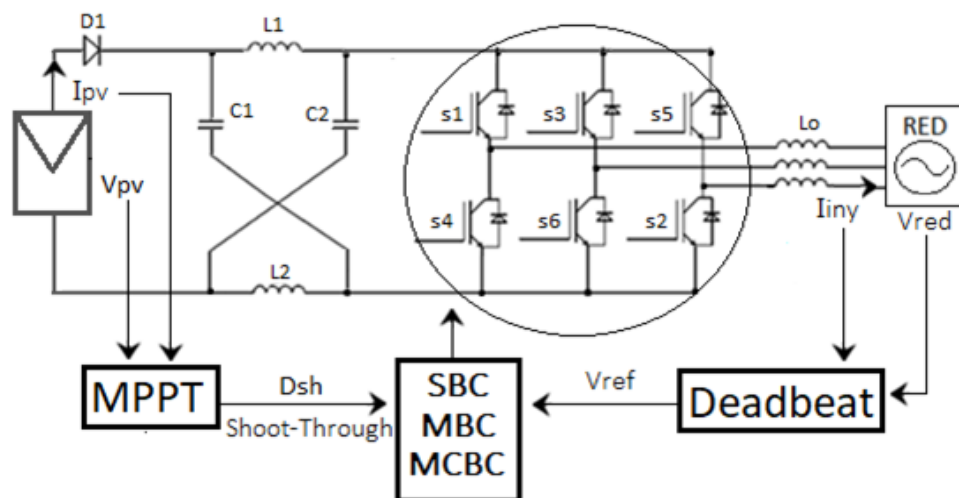 D1
L1
Ipv
C1
C2
s1
s3
s5
Lo
RED
Vpv
s4
s6
s2
Iiny
Vred
L2
MPPT
Dsh
Shoot-Through
SBC
MBC
MCBC
Vref
Deadbeat